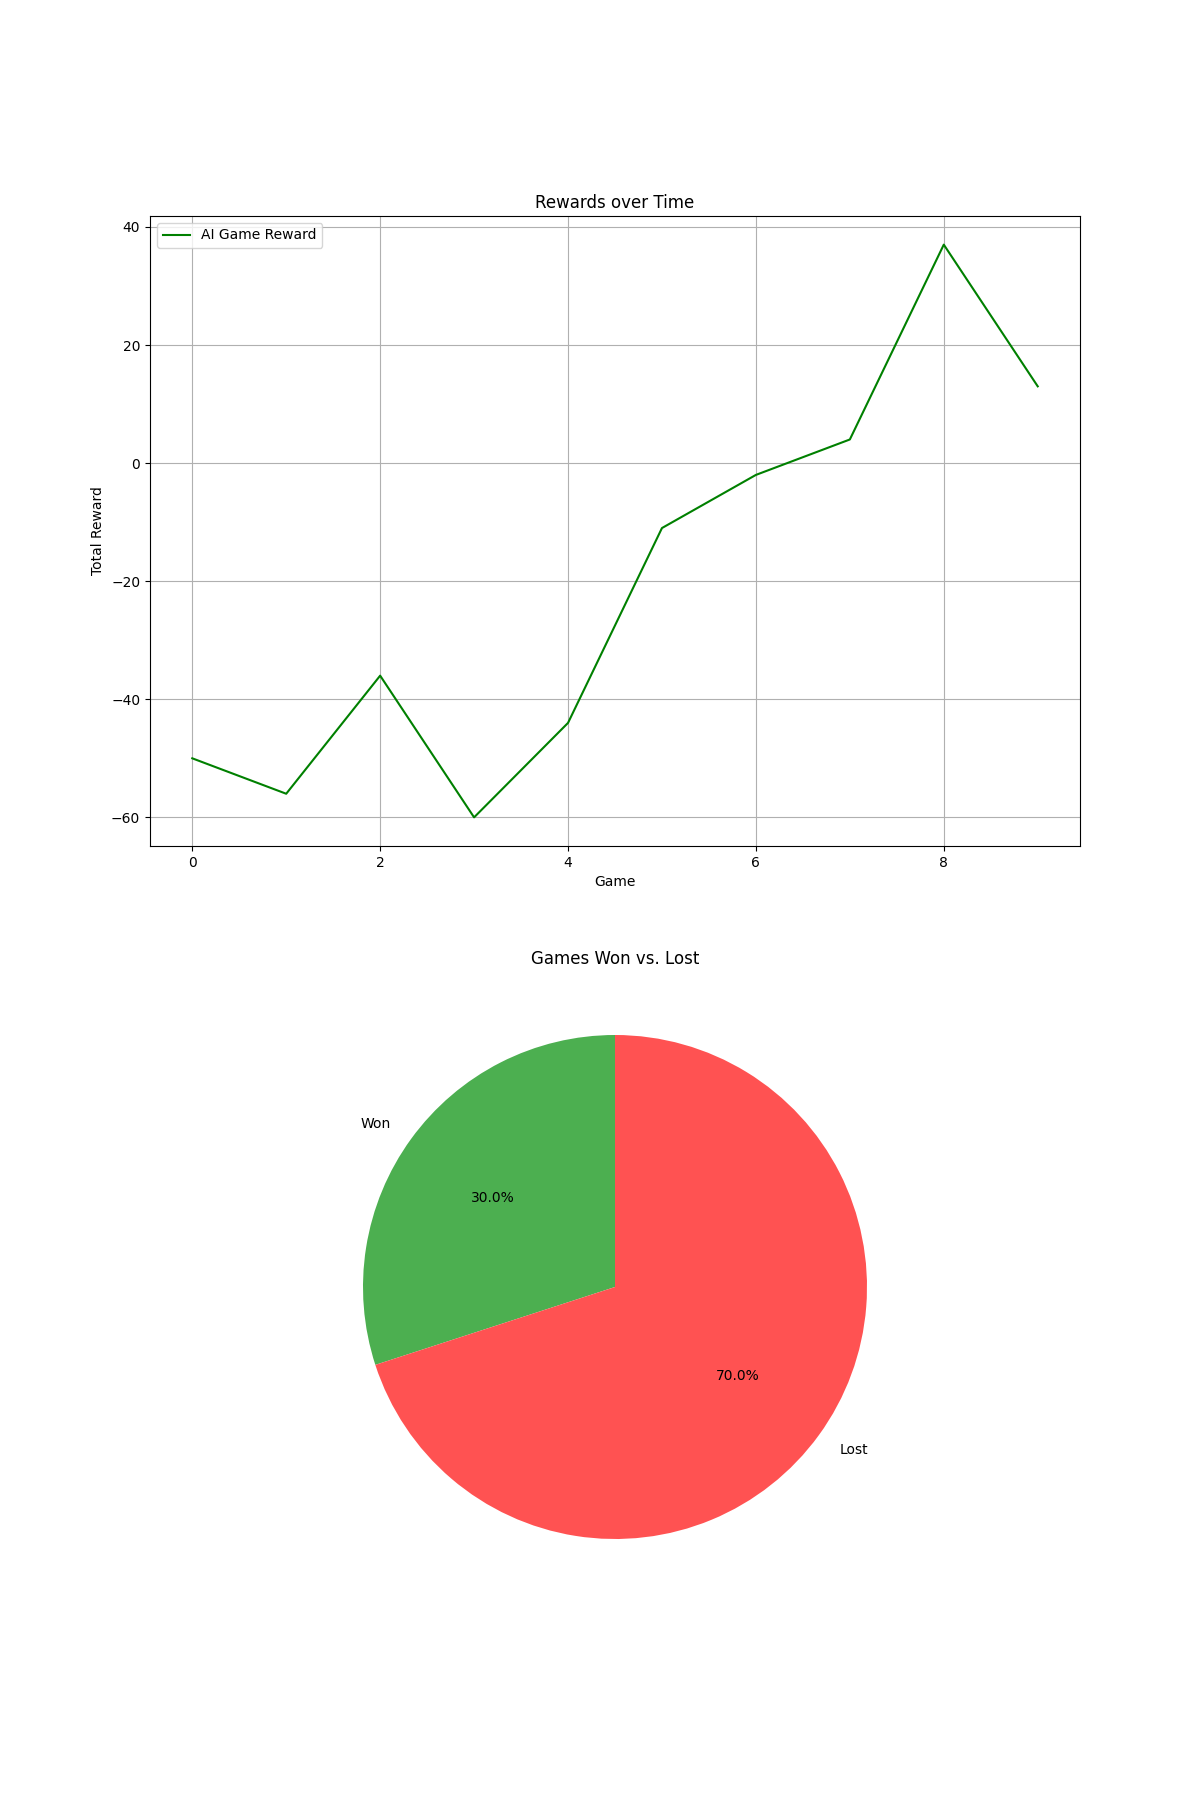 Rewards over Time
AI Game Reward
40
20
0
−20
−40
−60
Total Reward
0 2 4 6 8
Game
Games Won vs. Lost
Won
30.0%
70.0%
Lost